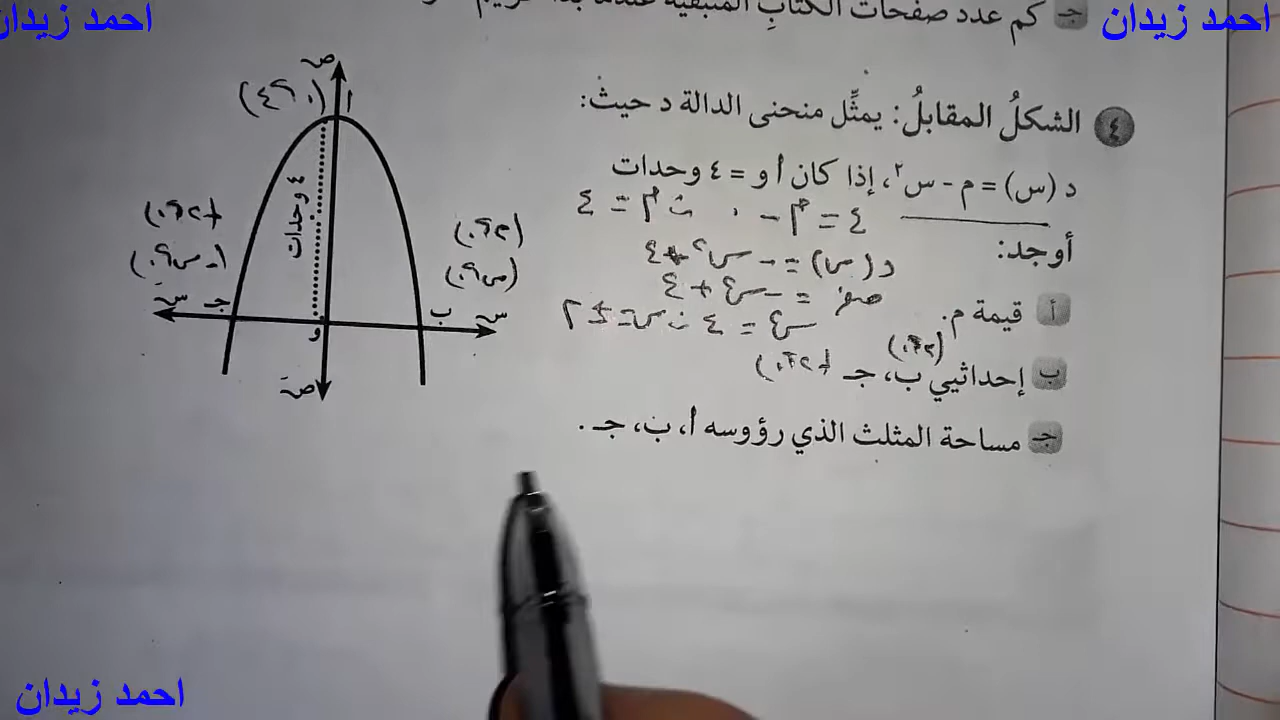 احمد زيدان
احمد زيدان
جـ كم عدد صفحات الكتاب المتبقية عندما
٤ الشكلُ المقابلُ: يمثِّل منحنى الدالة د حيث:
د (س) = م - س٢، إذا كان أ و = ٤ وحدات
٤ = م - ٠ ∴ م = ٤
أوجد:
د (س) = - س٢ + ٤
صفر = - س٢ + ٤
أ قيمة م.
س٢ = ٤ ∴ س = ± ٢
(٢، ٠)
ب إحداثيي ب، جـ (-٢، ٠)
جـ مساحة المثلث الذي رؤوسه أ، ب، جـ.
ص
أ (٠، ٤)
٤ وحدات
(-٢، ٠)
(-س، ٠)
(٢، ٠)
(س، ٠)
سَ جـ و ب س
صَ
احمد زيدان